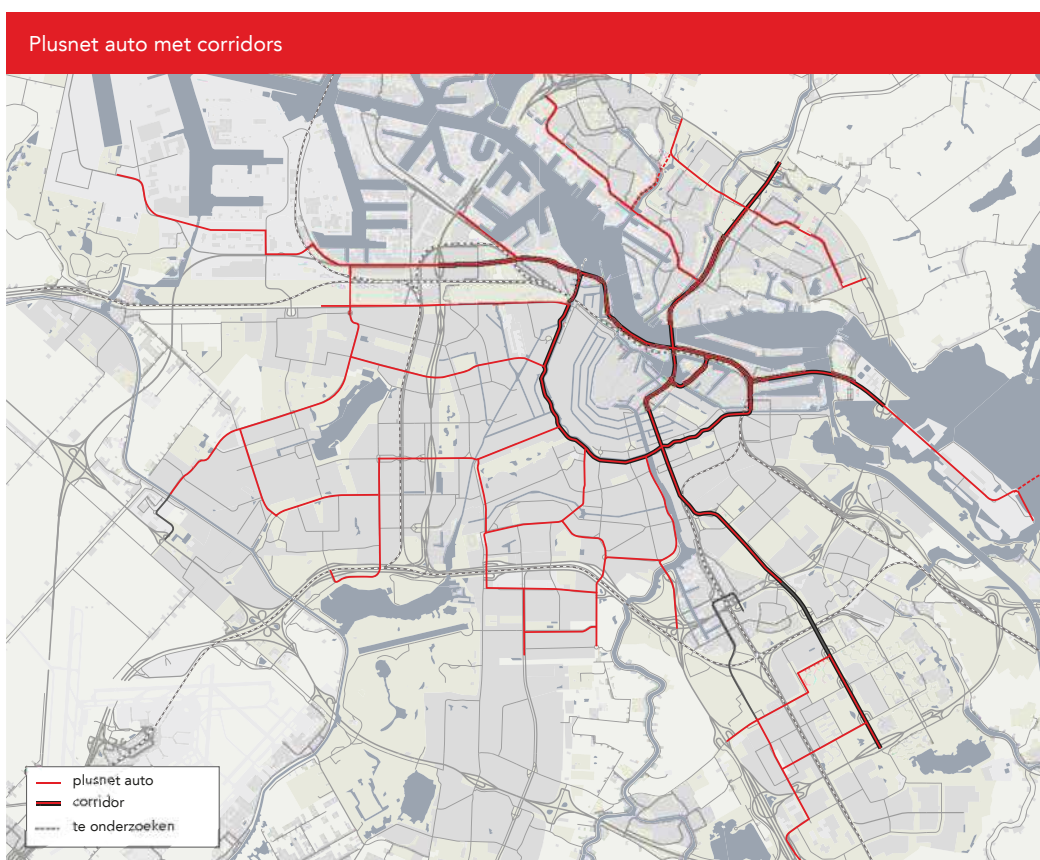 Plusnet auto met corridors
plusnet auto
corridor
te onderzoeken